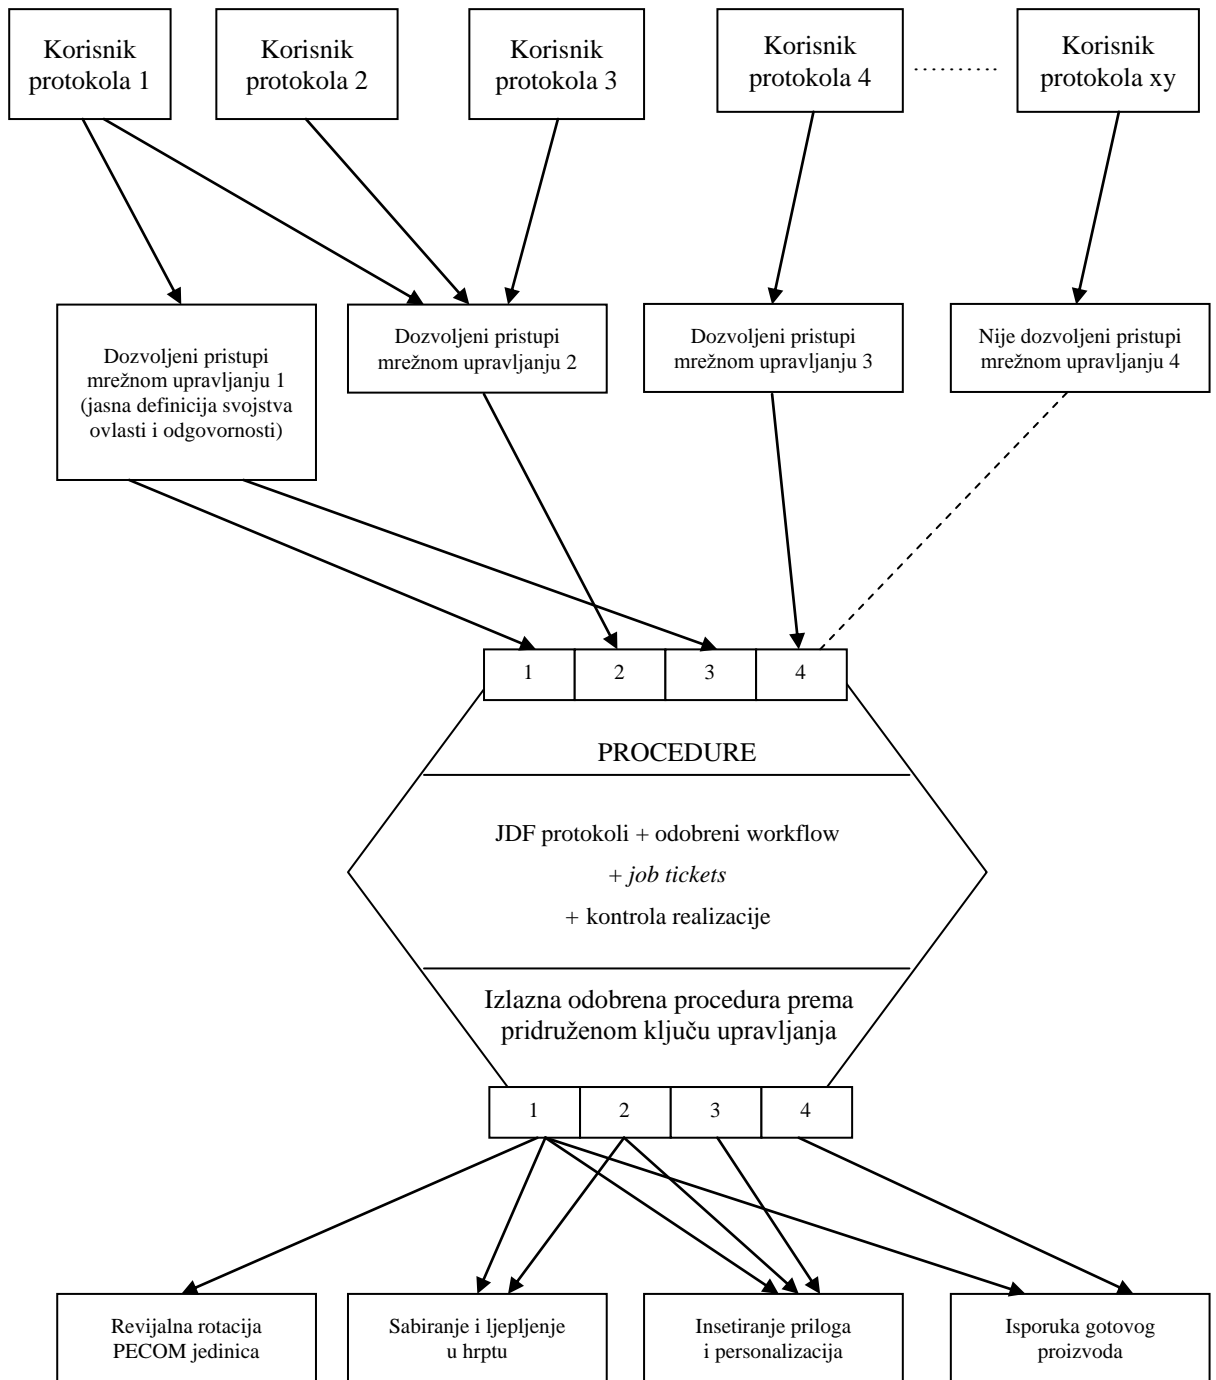 Korisnik
protokola 1
Korisnik
protokola 2
Korisnik
protokola 3
Korisnik
protokola 4
..........
Korisnik
protokola xy
Dozvoljeni pristupi
mrežnom upravljanju 1
(jasna definicija svojstva
ovlasti i odgovornosti)
Dozvoljeni pristupi
mrežnom upravljanju 2
Dozvoljeni pristupi
mrežnom upravljanju 3
Nije dozvoljeni pristupi
mrežnom upravljanju 4
1 2 3 4
PROCEDURE
JDF protokoli + odobreni workflow
+ job tickets
+ kontrola realizacije
Izlazna odobrena procedura prema
pridruženom ključu upravljanja
1 2 3 4
Revijalna rotacija
PECOM jedinica
Sabiranje i ljepljenje
u hrptu
Insetiranje priloga
i personalizacija
Isporuka gotovog
proizvoda